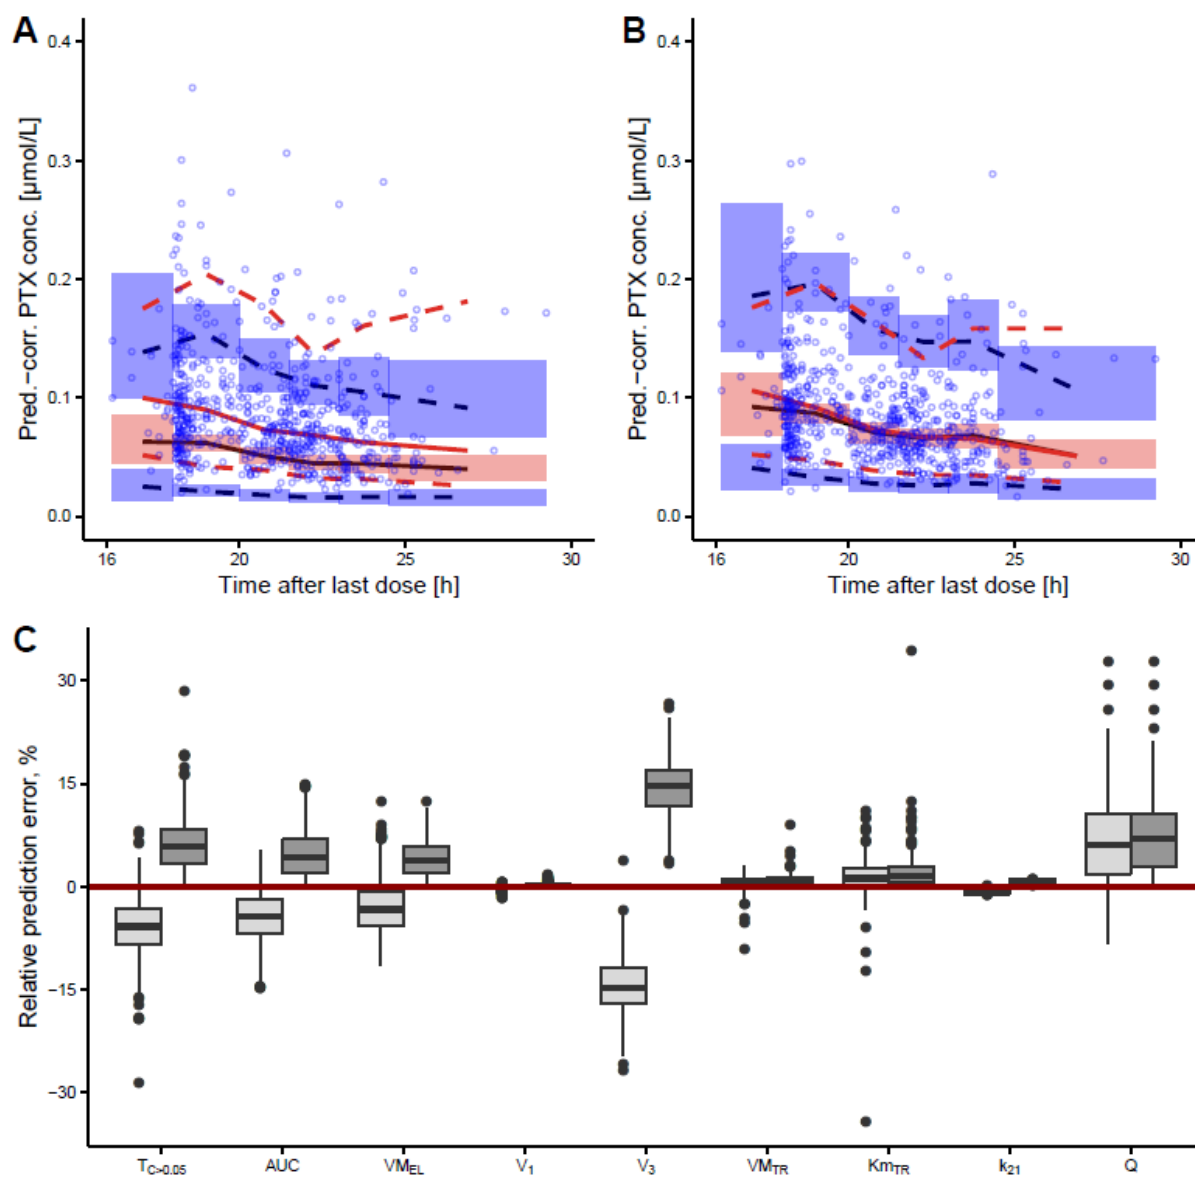 A
B
Pred.-corr. PTX conc. [µmol/L]
0.4
0.3
0.2
0.1
0.0
16 20 25 30
Time after last dose [h]
Pred.-corr. PTX conc. [µmol/L]
0.4
0.3
0.2
0.1
0.0
16 20 25 30
Time after last dose [h]
C
Relative prediction error, %
30
15
0
−15
−30
TC>0.05 AUC VMEL V1 V3 VMTR KmTR k21 Q